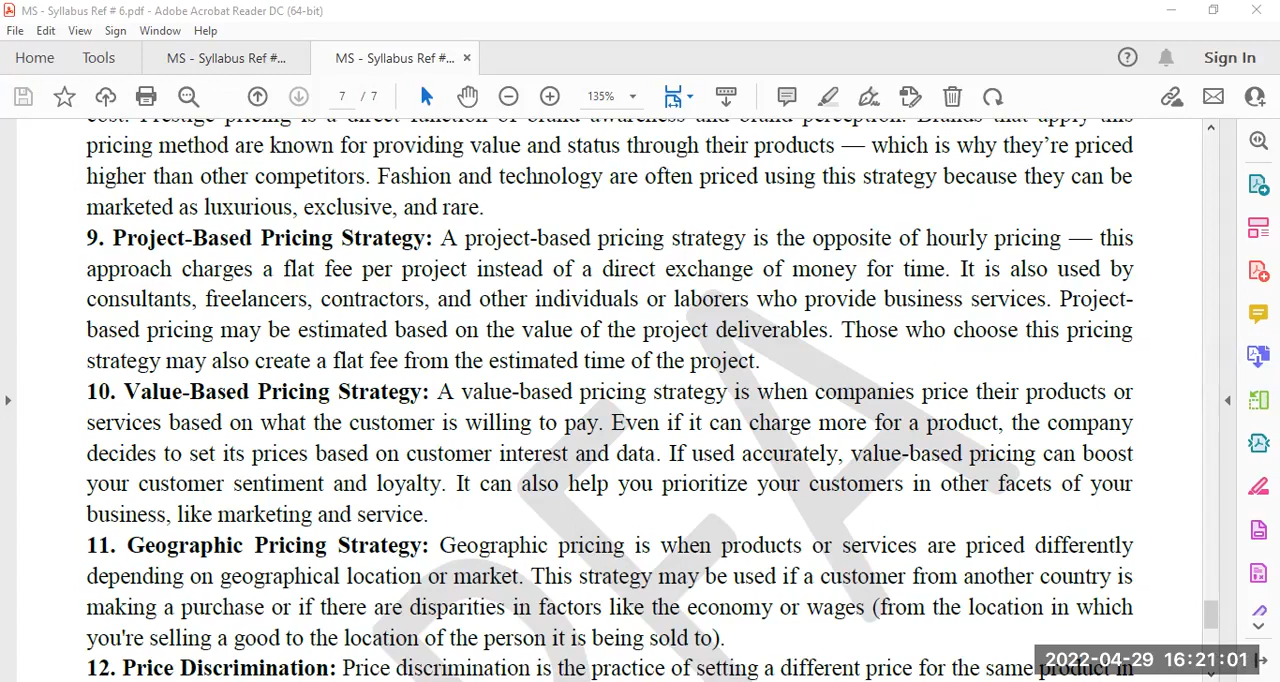 MS - Syllabus Ref # 6.pdf - Adobe Acrobat Reader DC (64-bit)
File Edit View Sign Window Help
Home Tools MS - Syllabus Ref #... MS - Syllabus Ref #... × Sign In
7 / 7 135%
cost. Prestige pricing is a direct function of brand awareness and brand perception. Brands that apply this
pricing method are known for providing value and status through their products — which is why they’re priced
higher than other competitors. Fashion and technology are often priced using this strategy because they can be
marketed as luxurious, exclusive, and rare.
9. Project-Based Pricing Strategy: A project-based pricing strategy is the opposite of hourly pricing — this
approach charges a flat fee per project instead of a direct exchange of money for time. It is also used by
consultants, freelancers, contractors, and other individuals or laborers who provide business services. Project-
based pricing may be estimated based on the value of the project deliverables. Those who choose this pricing
strategy may also create a flat fee from the estimated time of the project.
10. Value-Based Pricing Strategy: A value-based pricing strategy is when companies price their products or
services based on what the customer is willing to pay. Even if it can charge more for a product, the company
decides to set its prices based on customer interest and data. If used accurately, value-based pricing can boost
your customer sentiment and loyalty. It can also help you prioritize your customers in other facets of your
business, like marketing and service.
11. Geographic Pricing Strategy: Geographic pricing is when products or services are priced differently
depending on geographical location or market. This strategy may be used if a customer from another country is
making a purchase or if there are disparities in factors like the economy or wages (from the location in which
you're selling a good to the location of the person it is being sold to).
12. Price Discrimination: Price discrimination is the practice of setting a different price for the same product in
2022-04-29 16:21:01